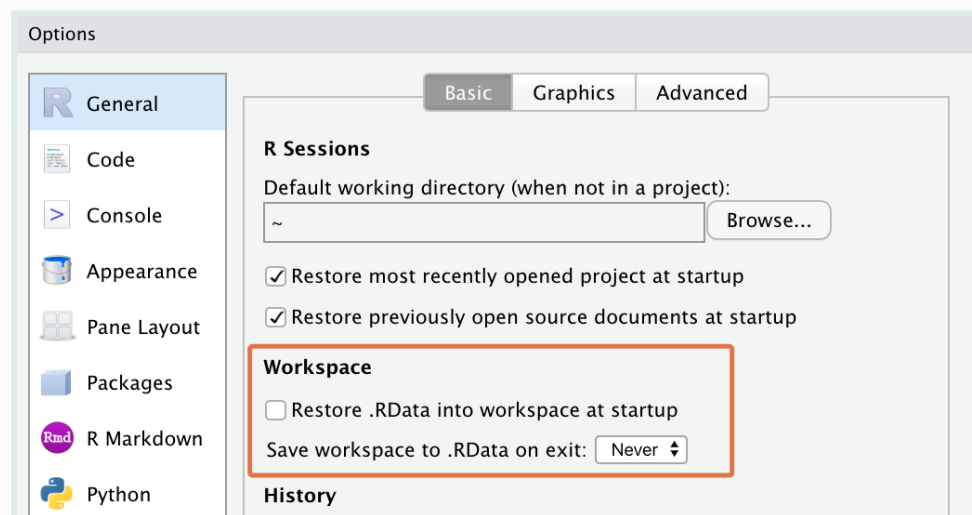 Options
General
Code
Console
Appearance
Pane Layout
Packages
Rmd R Markdown
Python
Basic Graphics Advanced
R Sessions
Default working directory (when not in a project):
~ Browse...
Restore most recently opened project at startup
Restore previously open source documents at startup
Workspace
Restore .RData into workspace at startup
Save workspace to .RData on exit: Never
History